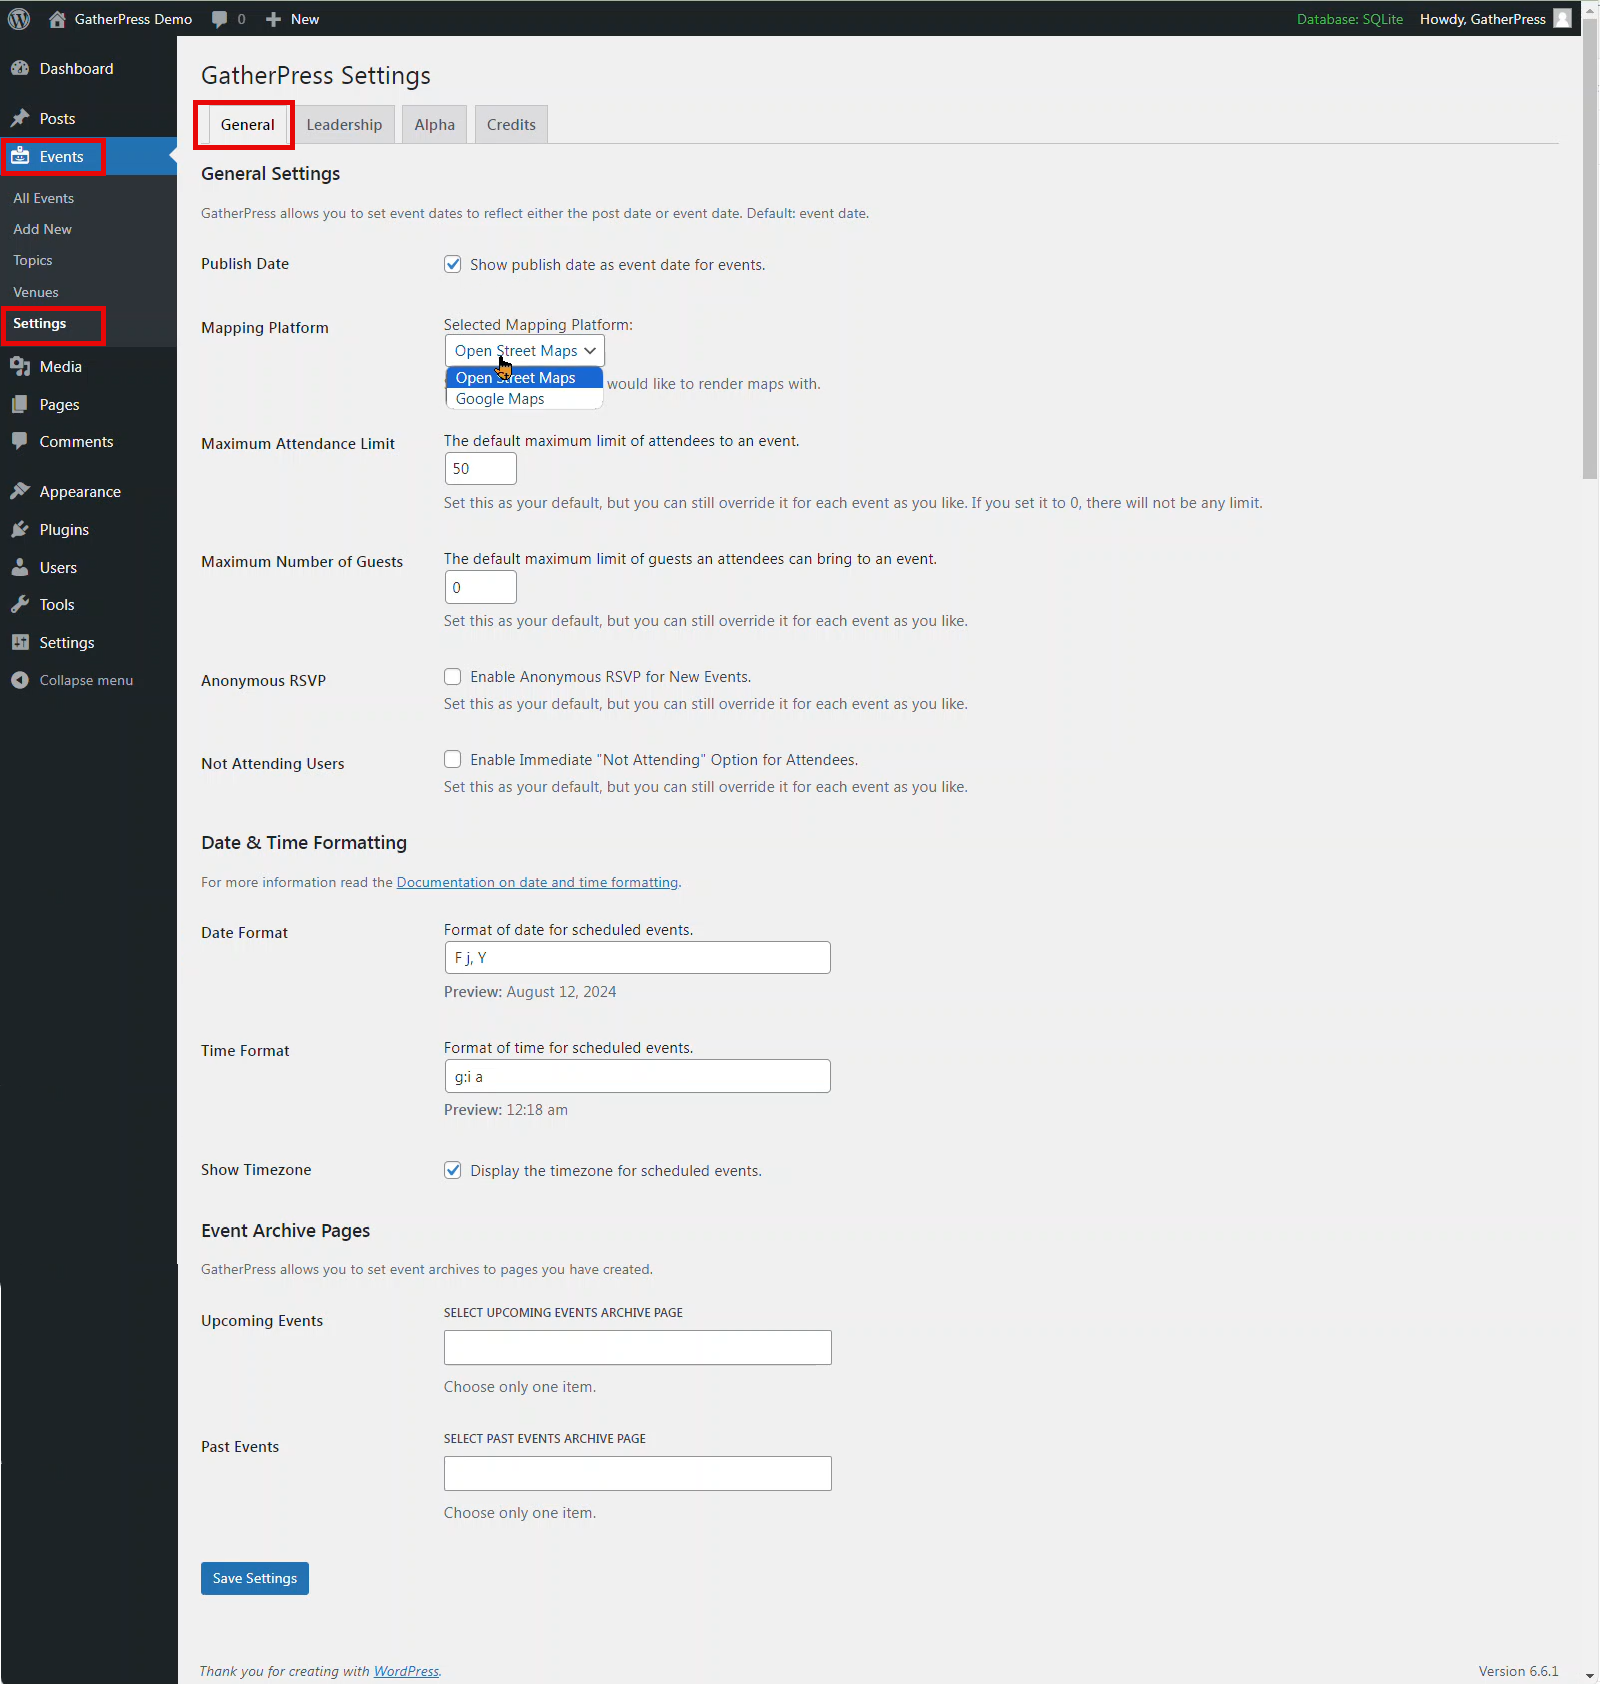 GatherPress Demo 0 New Database: SQLite Howdy, GatherPress
Dashboard
Posts
Events
All Events
Add New
Topics
Venues
Settings
Media
Pages
Comments
Appearance
Plugins
Users
Tools
Settings
Collapse menu
GatherPress Settings
General Leadership Alpha Credits
General Settings
GatherPress allows you to set event dates to reflect either the post date or event date. Default: event date.
Publish Date
Show publish date as event date for events.
Mapping Platform
Selected Mapping Platform:
Open Street Maps
Open Street Maps
would like to render maps with.
Google Maps
Maximum Attendance Limit
The default maximum limit of attendees to an event.
50
Set this as your default, but you can still override it for each event as you like. If you set it to 0, there will not be any limit.
Maximum Number of Guests
The default maximum limit of guests an attendees can bring to an event.
0
Set this as your default, but you can still override it for each event as you like.
Anonymous RSVP
Enable Anonymous RSVP for New Events.
Set this as your default, but you can still override it for each event as you like.
Not Attending Users
Enable Immediate "Not Attending" Option for Attendees.
Set this as your default, but you can still override it for each event as you like.
Date & Time Formatting
For more information read the Documentation on date and time formatting.
Date Format
Format of date for scheduled events.
F j, Y
Preview: August 12, 2024
Time Format
Format of time for scheduled events.
g:i a
Preview: 12:18 am
Show Timezone
Display the timezone for scheduled events.
Event Archive Pages
GatherPress allows you to set event archives to pages you have created.
Upcoming Events
SELECT UPCOMING EVENTS ARCHIVE PAGE
Choose only one item.
Past Events
SELECT PAST EVENTS ARCHIVE PAGE
Choose only one item.
Save Settings
Thank you for creating with WordPress.
Version 6.6.1